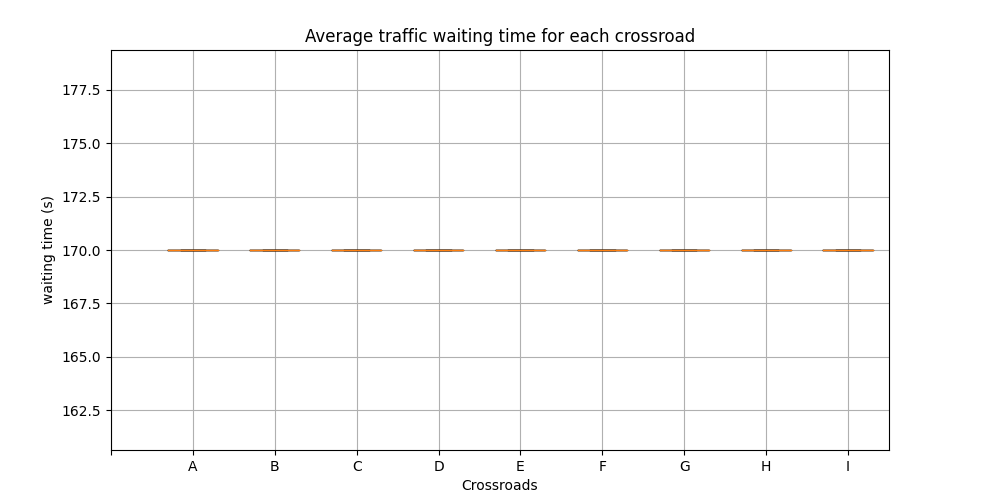 Average traffic waiting time for each crossroad
177.5
175.0
172.5
170.0
167.5
165.0
162.5
waiting time (s)
A B C D E F G H I
Crossroads